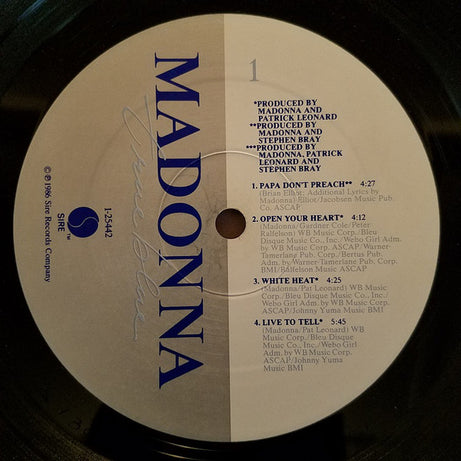 MADONNA
True Blue
1
*PRODUCED BY
MADONNA AND
PATRICK LEONARD
**PRODUCED BY
MADONNA AND
STEPHEN BRAY
***PRODUCED BY
MADONNA, PATRICK
LEONARD AND
STEPHEN BRAY
1. PAPA DON'T PREACH** 4:27
(Brian Elliot; Additional Lyrics by
Madonna) Elliot/Jacobsen Music Pub.
Co. ASCAP
2. OPEN YOUR HEART* 4:12
(Madonna/Gardner Cole/Peter
Rafelson) WB Music Corp./Bleu
Disque Music Co., Inc./Webo Girl Adm
by WB Music Corp. ASCAP. Warner-
Tamerlane Pub. Corp./Bertus Pub.
Adm. by Warner-Tamerlane Pub. Corp.
BMI/Rafelson Music ASCAP
3. WHITE HEAT* 4:25
(Madonna/Pat Leonard) WB Music
Corp./Bleu Disque Music Co., Inc./
Webo Girl Adm. by WB Music Corp.
ASCAP/Johnny Yuma Music BMI
4. LIVE TO TELL* 5:45
(Madonna/Pat Leonard) WB Music
Corp./Bleu Disque
Music Co., Inc./Webo Girl
Adm. by WB Music Corp.
ASCAP/Johnny Yuma
Music BMI
1-25442
S
SIRE
TM
© ℗ 1986 Sire Records Company